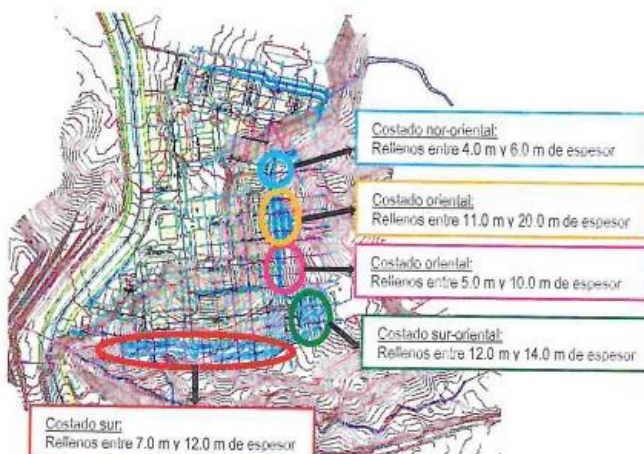 Costado nor-oriental:
Rellenos entre 4.0 m y 6.0 m de espesor
Costado oriental:
Rellenos entre 11.0 m y 20.0 m de espesor
Costado oriental:
Rellenos entre 5.0 m y 10.0 m de espesor
Costado sur-oriental:
Rellenos entre 12.0 m y 14.0 m de espesor
Costado sur:
Rellenos entre 7.0 m y 12.0 m de espesor